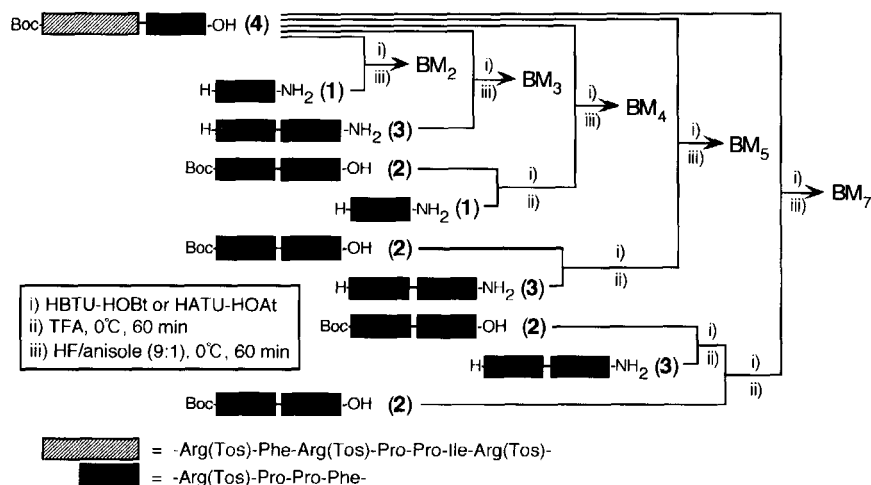 Boc- -OH (4)
i)
iii)
BM2
H- -NH2 (1)
i)
iii)
BM3
H- -NH2 (3)
i)
iii)
BM4
Boc- -OH (2)
i)
ii)
H- -NH2 (1)
i)
iii)
BM5
Boc- -OH (2)
i)
ii)
H- -NH2 (3)
i)
iii)
BM7
Boc- -OH (2)
i)
ii)
H- -NH2 (3)
i)
ii)
Boc- -OH (2)
i) HBTU-HOBt or HATU-HOAt
ii) TFA, 0°C, 60 min
iii) HF/anisole (9:1), 0°C, 60 min
= -Arg(Tos)-Phe-Arg(Tos)-Pro-Pro-Ile-Arg(Tos)-
= -Arg(Tos)-Pro-Pro-Phe-